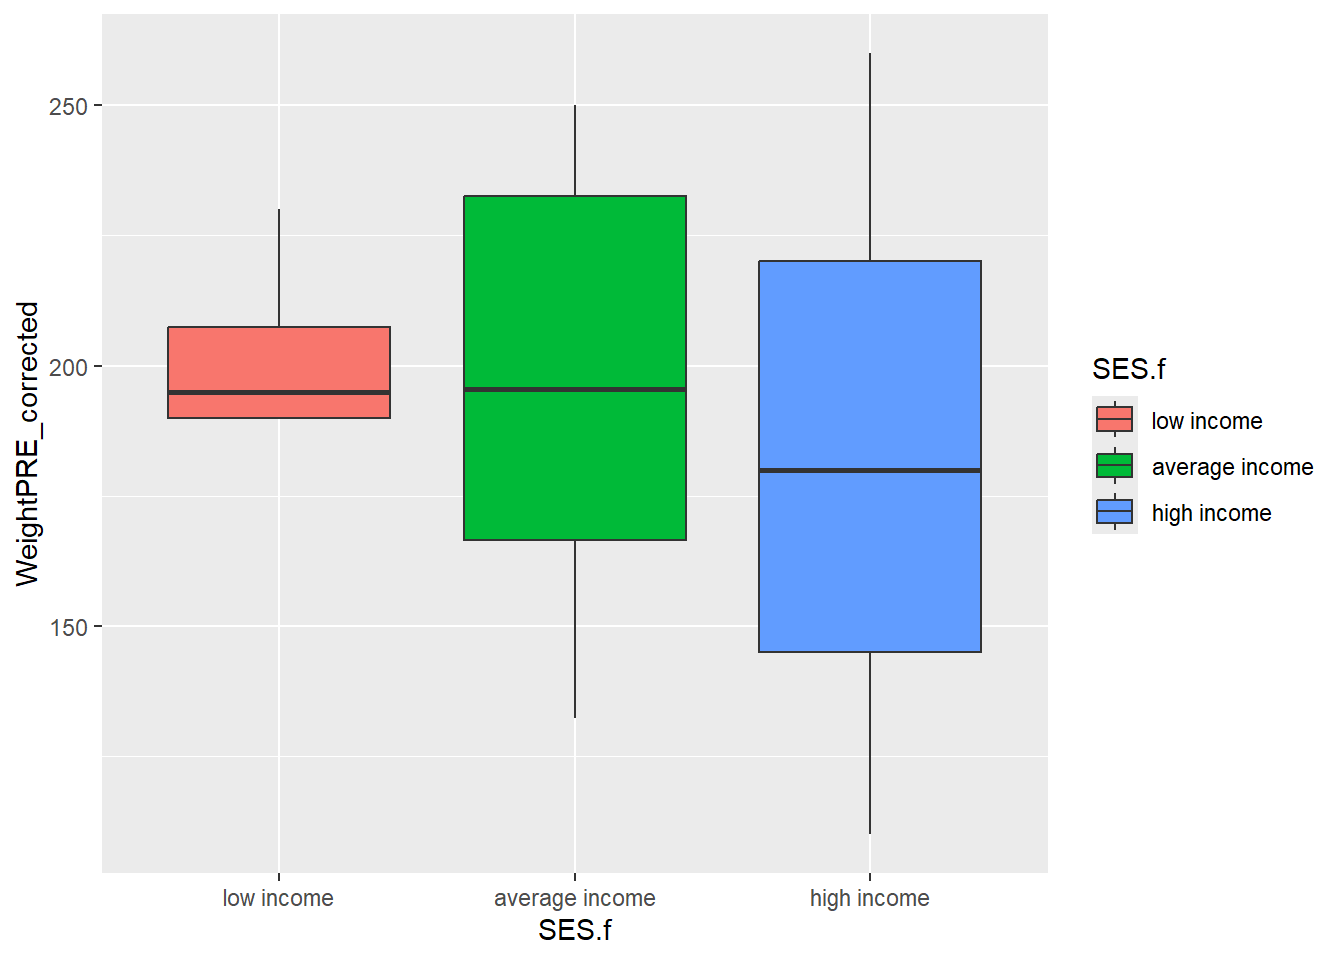 WeightPRE_corrected
250
200
150
low income
average income
high income
SES.f
SES.f
low income
average income
high income